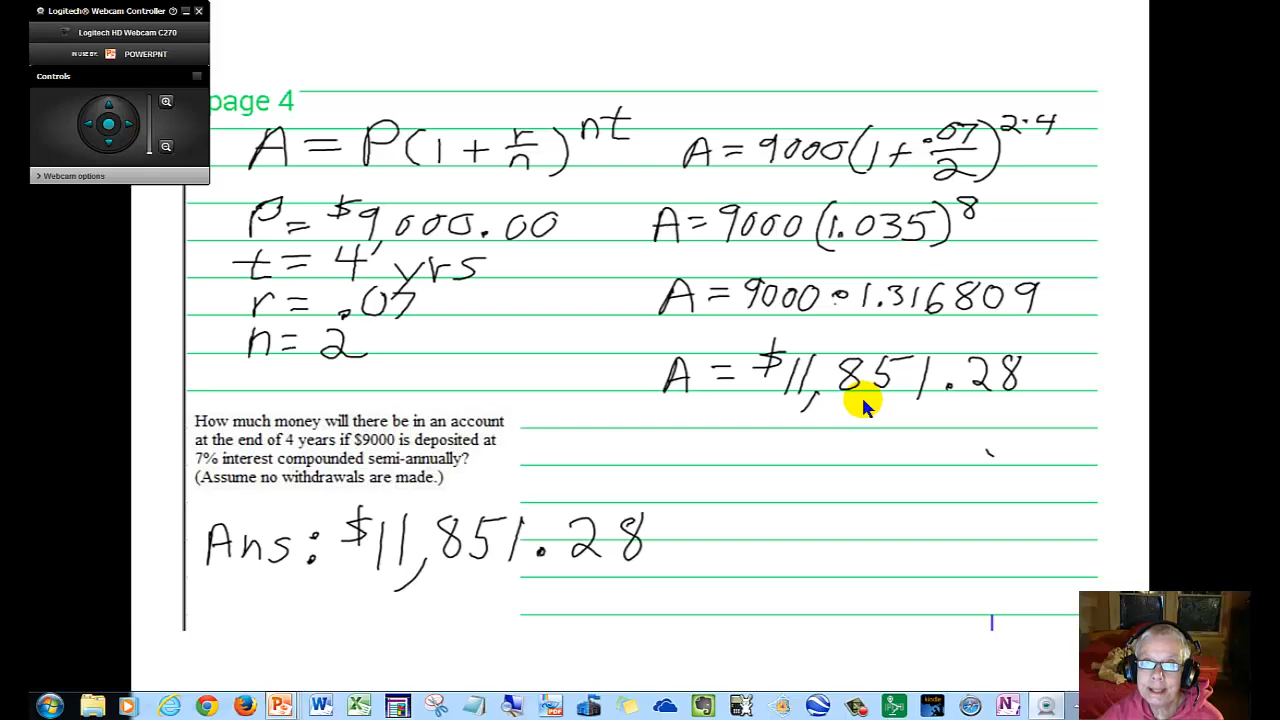 Logitech® Webcam Controller
Logitech HD Webcam C270
IN USE BY: POWERPNT
Controls
Webcam options
page 4
A = P(1 + r/n)^nt
P = $9,000.00
t = 4 yrs
r = .07
n = 2
A = 9000(1 + .07/2)^2·4
A = 9000(1.035)^8
A = 9000 · 1.316809
A = $11,851.28
How much money will there be in an account
at the end of 4 years if $9000 is deposited at
7% interest compounded semi-annually?
(Assume no withdrawals are made.)
Ans: $11,851.28